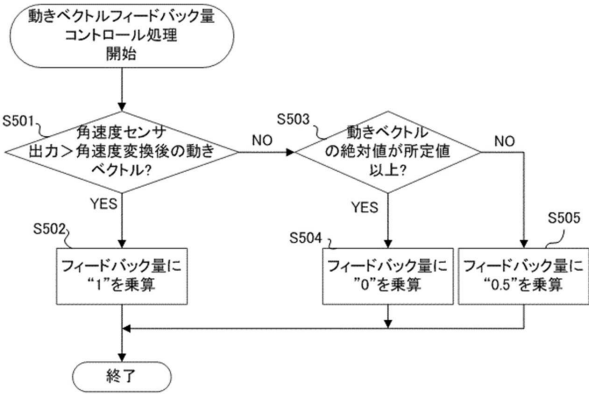 動きベクトルフィードバック量
コントロール処理
開始
S501
角速度センサ
出力＞角速度変換後の動き
ベクトル?
NO
YES
S503
動きベクトル
の絶対値が所定値
以上?
NO
YES
S502
フィードバック量に
“1”を乗算
S504
フィードバック量に
”0”を乗算
S505
フィードバック量に
“0.5”を乗算
終了